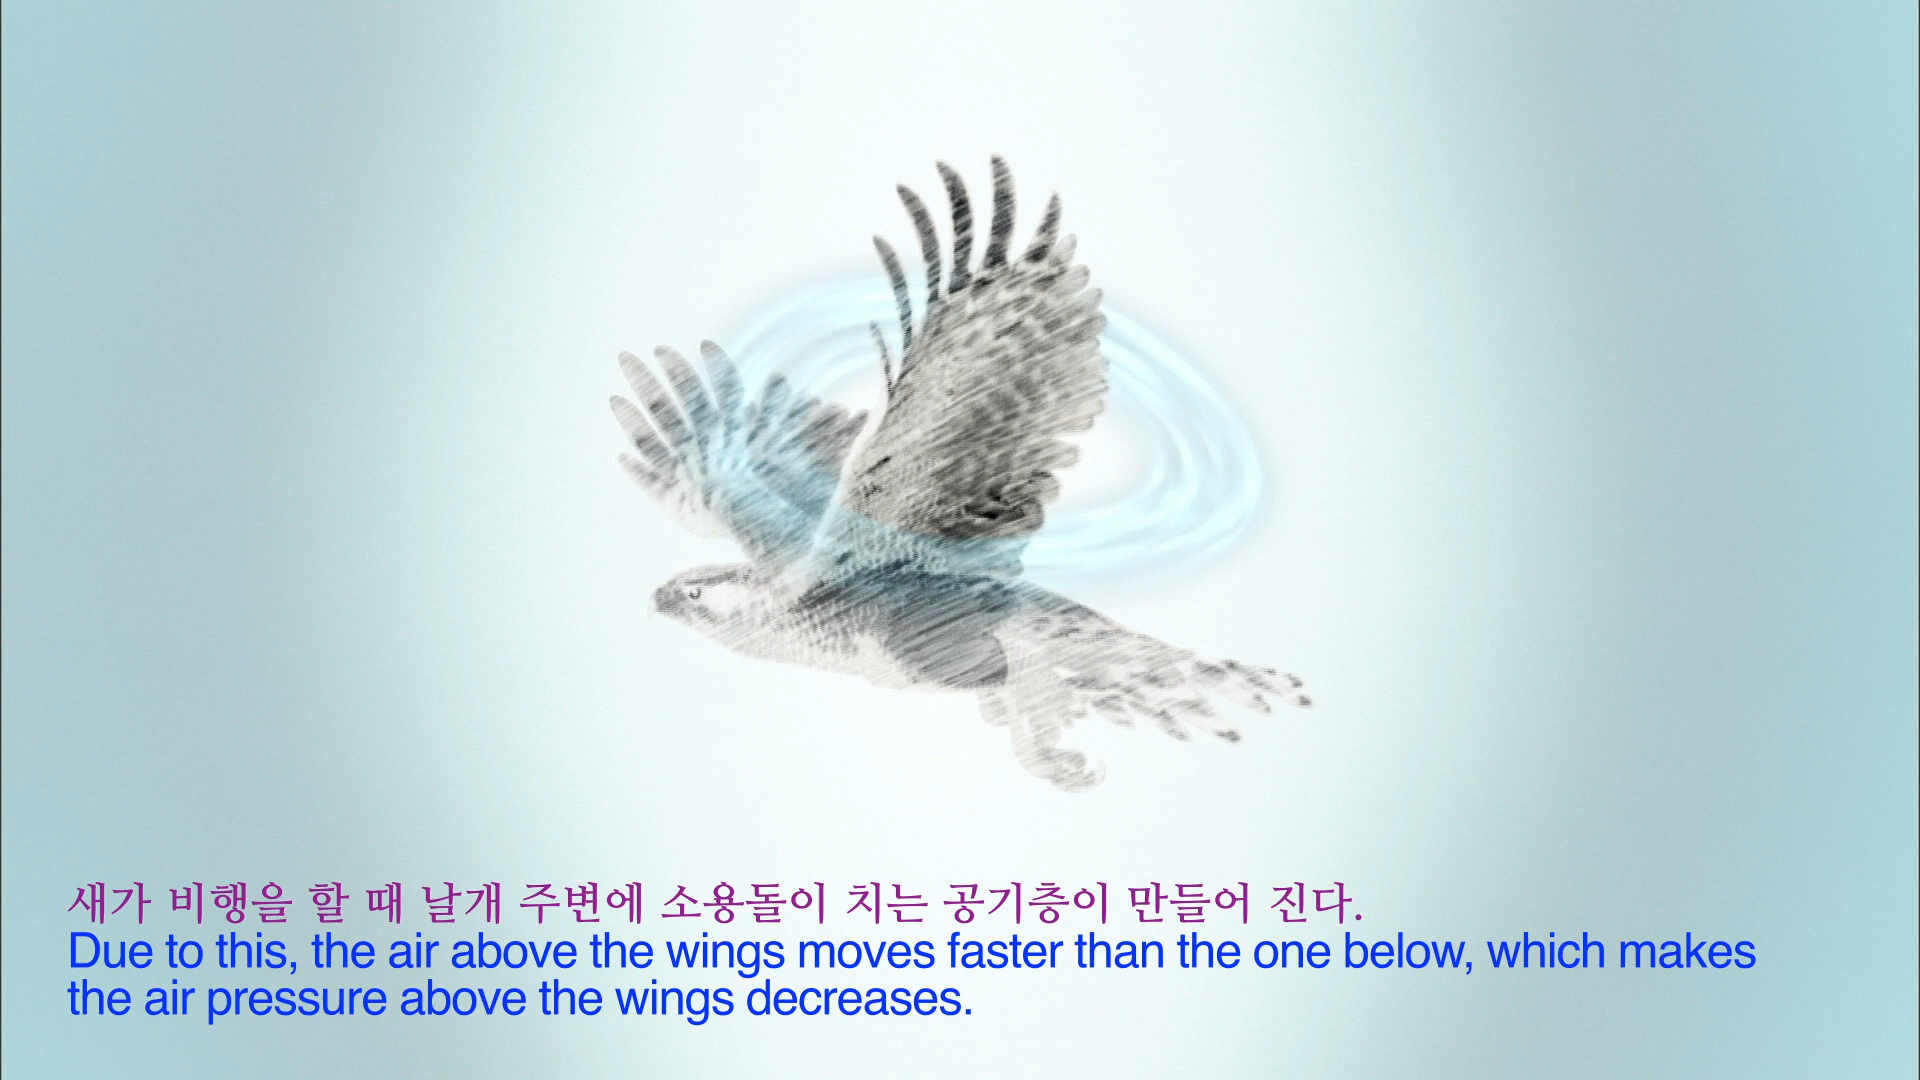 새가 비행을 할 때 날개 주변에 소용돌이 치는 공기층이 만들어 진다.
Due to this, the air above the wings moves faster than the one below, which makes
the air pressure above the wings decreases.